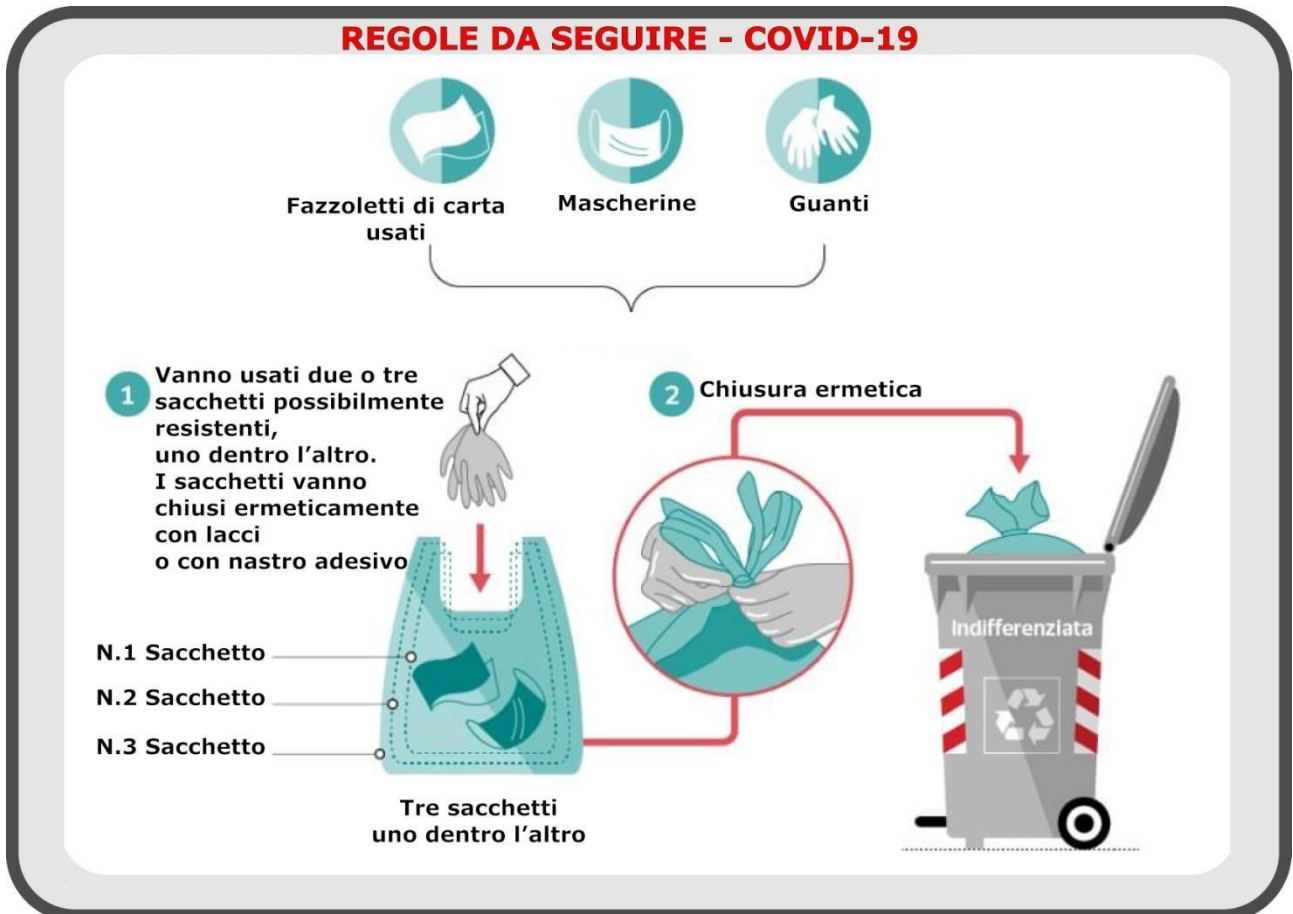 REGOLE DA SEGUIRE - COVID-19
Fazzoletti di carta
usati
Mascherine
Guanti
1
Vanno usati due o tre
sacchetti possibilmente
resistenti,
uno dentro l’altro.
I sacchetti vanno
chiusi ermeticamente
con lacci
o con nastro adesivo
2
Chiusura ermetica
N.1 Sacchetto
N.2 Sacchetto
N.3 Sacchetto
Tre sacchetti
uno dentro l’altro
Indifferenziata